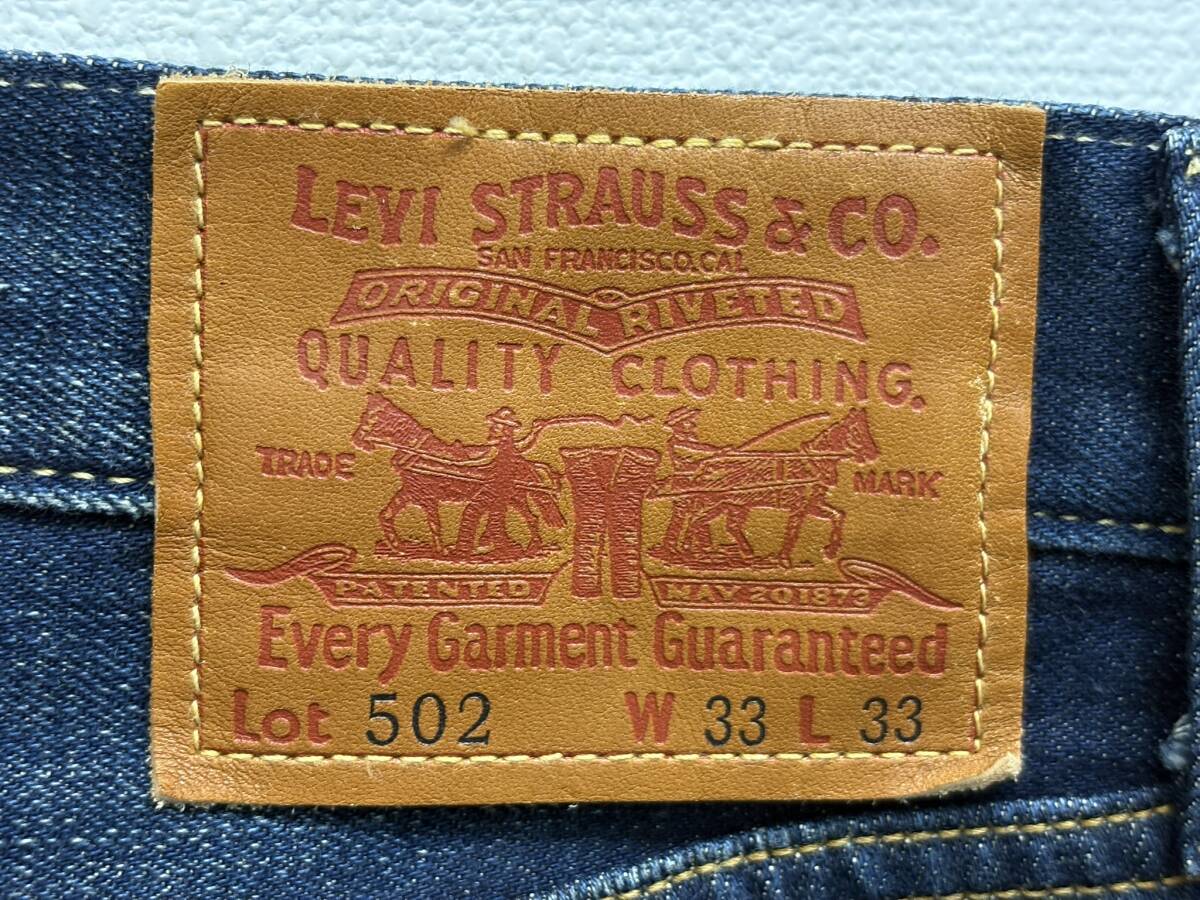 LEVI STRAUSS & CO.
SAN FRANCISCO. CAL
ORIGINAL RIVETED
QUALITY CLOTHING.
TRADE MARK
PATENTED MAY 20 1873
Every Garment Guaranteed
Lot 502 W 33 L 33